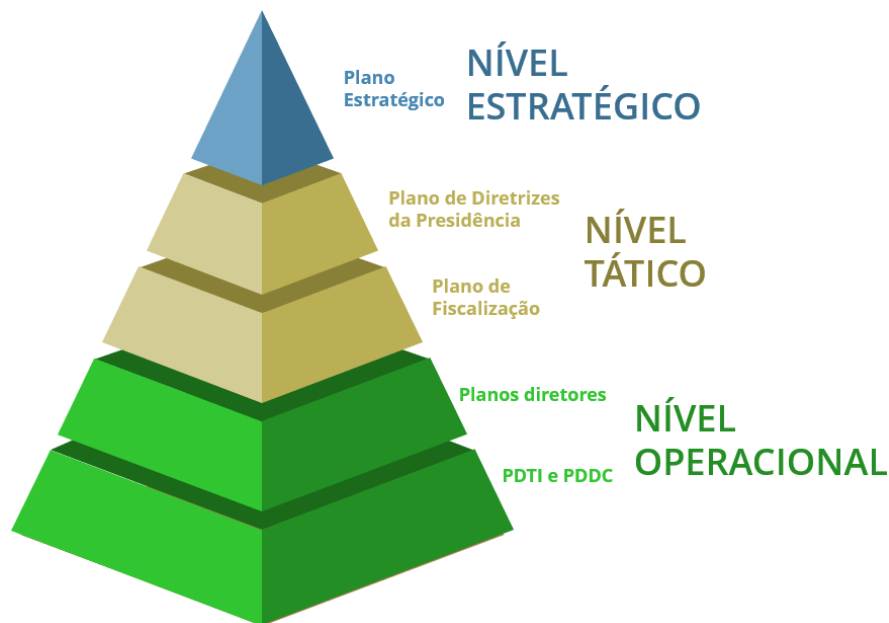 Plano
Estratégico
NÍVEL
ESTRATÉGICO
Plano de Diretrizes
da Presidência
NÍVEL
TÁTICO
Plano de
Fiscalização
Planos diretores
NÍVEL
OPERACIONAL
PDTI e PDDC